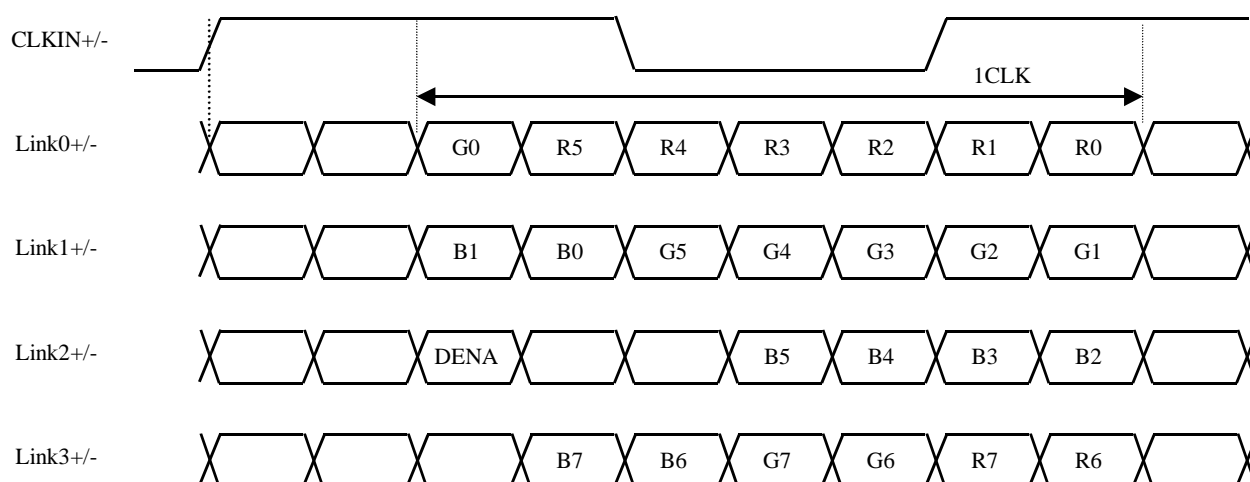 CLKIN+/-
1CLK
Link0+/- G0 R5 R4 R3 R2 R1 R0
Link1+/- B1 B0 G5 G4 G3 G2 G1
Link2+/- DENA B5 B4 B3 B2
Link3+/- B7 B6 G7 G6 R7 R6